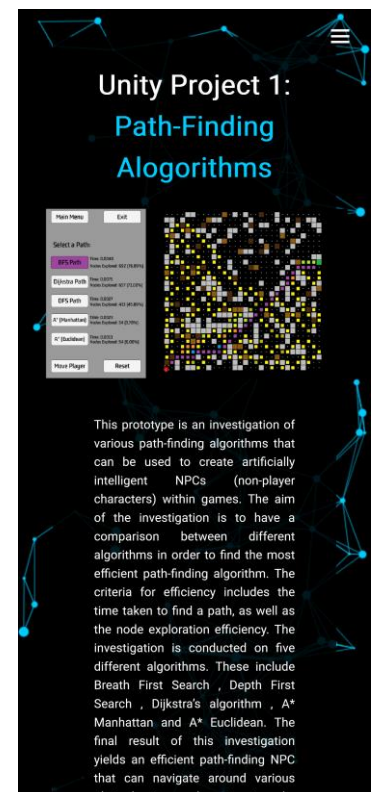 Unity Project 1:
Path-Finding
Alogorithms
Main Menu
Exit
Select a Path:
BFS Path
Dijkstra Path
DFS Path
A* (Manhattan)
A* (Euclidean)
Move Player
Reset
This prototype is an investigation of
various path-finding algorithms that
can be used to create artificially
intelligent NPCs (non-player
characters) within games. The aim
of the investigation is to have a
comparison between different
algorithms in order to find the most
efficient path-finding algorithm. The
criteria for efficiency includes the
time taken to find a path, as well as
the node exploration efficiency. The
investigation is conducted on five
different algorithms. These include
Breath First Search , Depth First
Search , Dijkstra's algorithm , A*
Manhattan and A* Euclidean. The
final result of this investigation
yields an efficient path-finding NPC
that can navigate around various